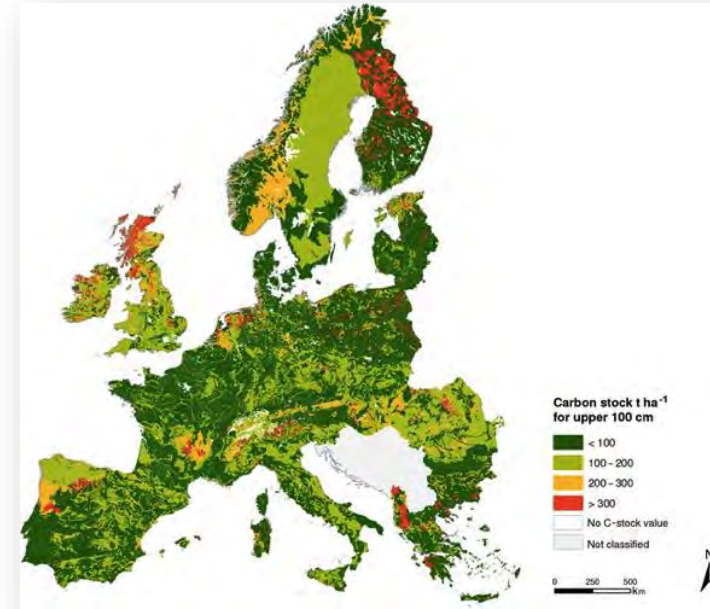 Carbon stock t ha⁻¹
for upper 100 cm
< 100
100 – 200
200 – 300
> 300
No C-stock value
Not classified
N
0 250 500
km